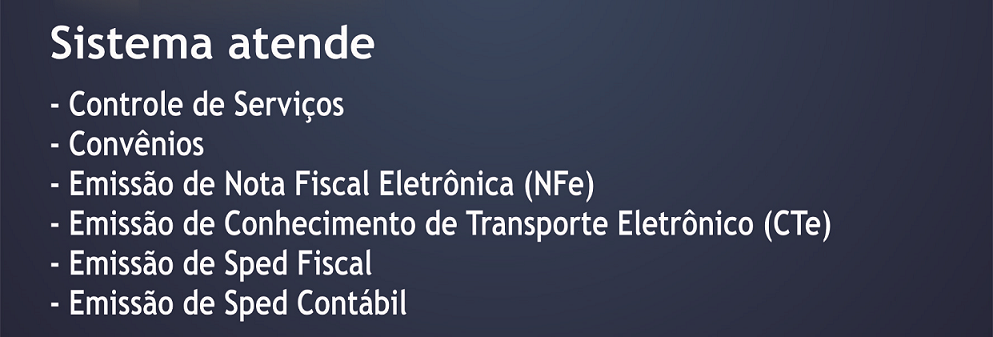 Sistema atende
- Controle de Serviços
- Convênios
- Emissão de Nota Fiscal Eletrônica (NFe)
- Emissão de Conhecimento de Transporte Eletrônico (CTe)
- Emissão de Sped Fiscal
- Emissão de Sped Contábil